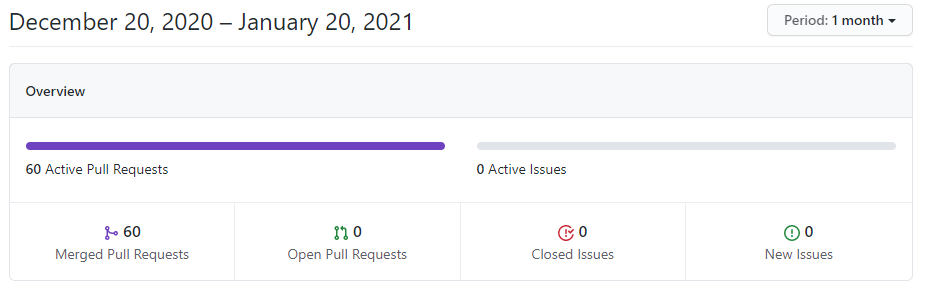 December 20, 2020 – January 20, 2021
Period: 1 month
Overview
60 Active Pull Requests
0 Active Issues
60
Merged Pull Requests
0
Open Pull Requests
0
Closed Issues
0
New Issues